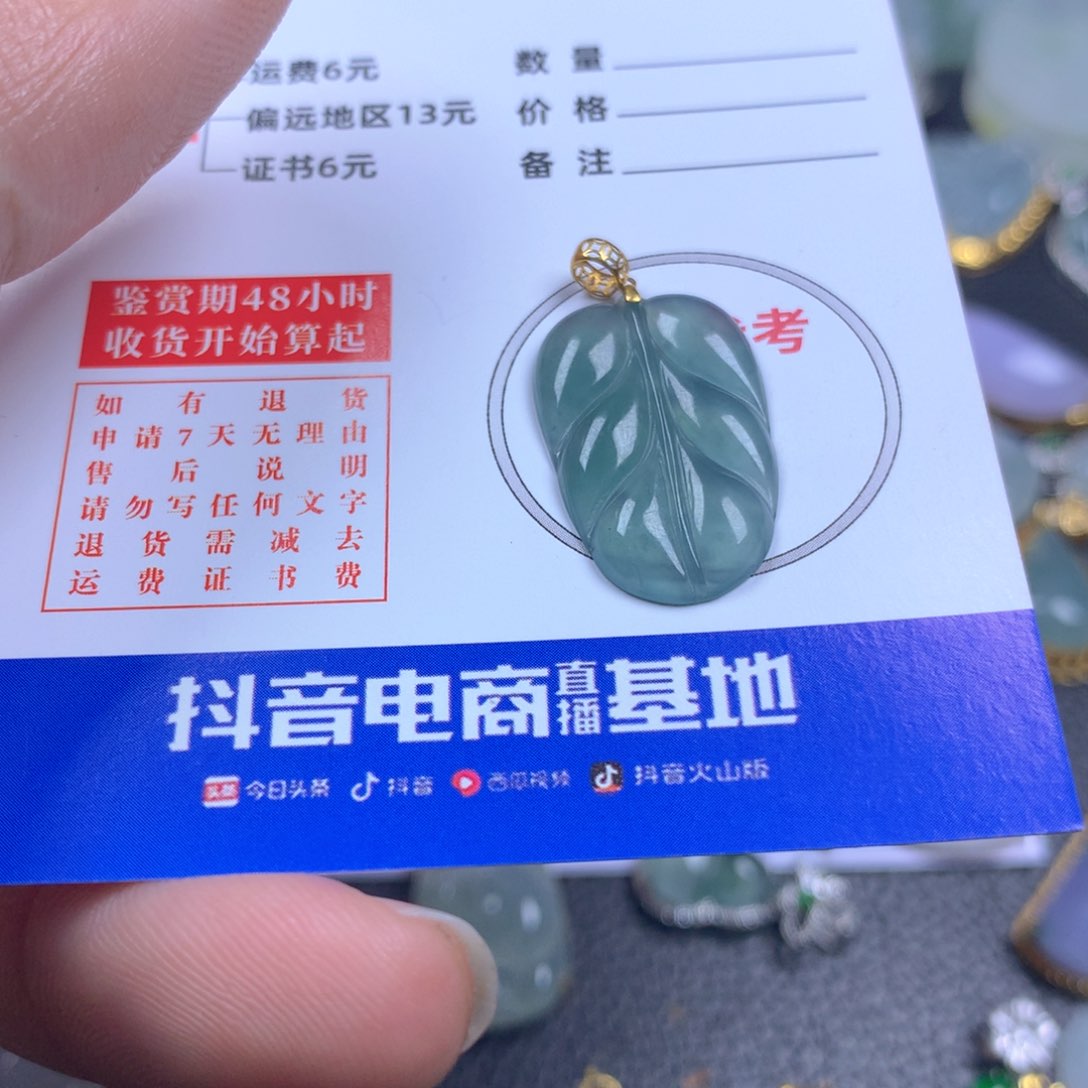 运费6元
偏远地区13元
证书6元
数量
价格
备注
鉴赏期48小时
收货开始算起
如有退货
申请7天无理由
售后说明
请勿写任何文字
退货需减去
运费证书费
考
抖音电商直播基地
头条 今日头条 抖音 西瓜视频 抖音火山版